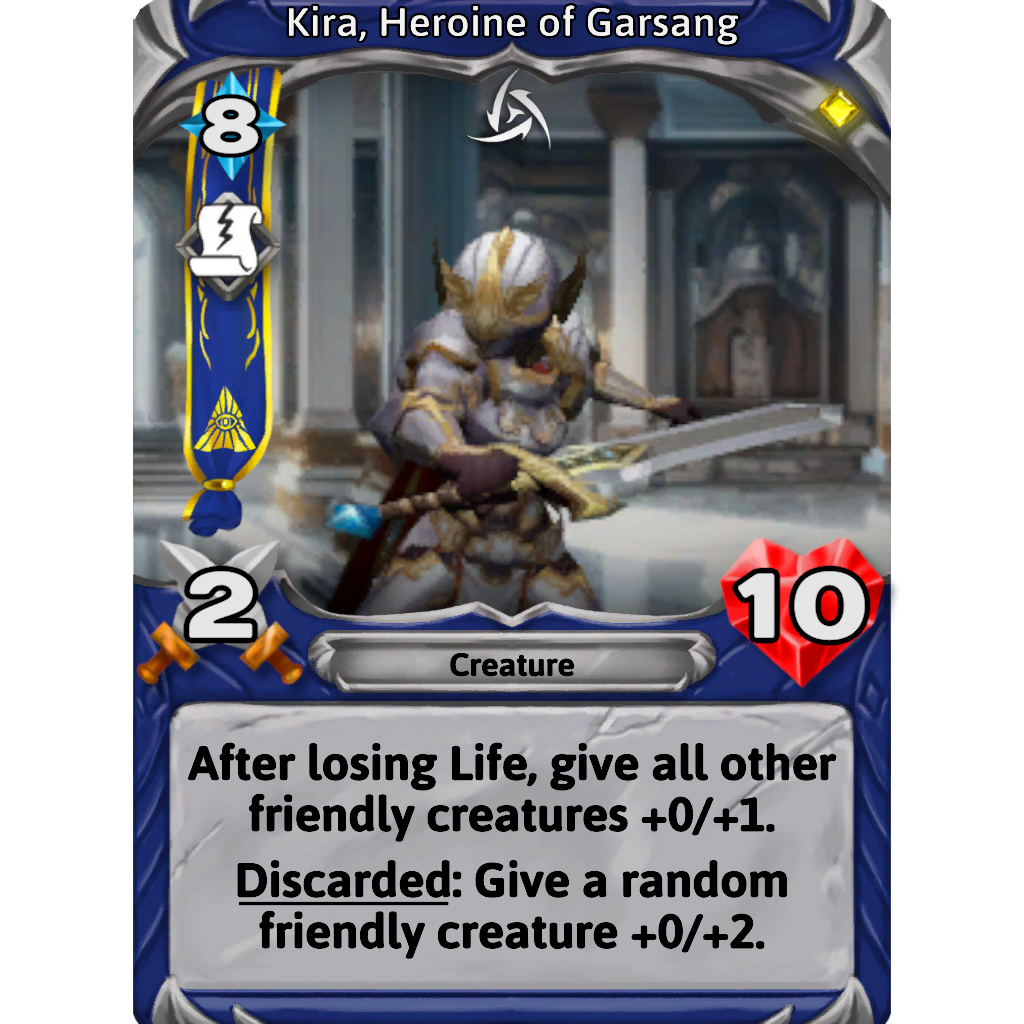 Kira, Heroine of Garsang
8
2
10
Creature
After losing Life, give all other
friendly creatures +0/+1.
Discarded: Give a random
friendly creature +0/+2.